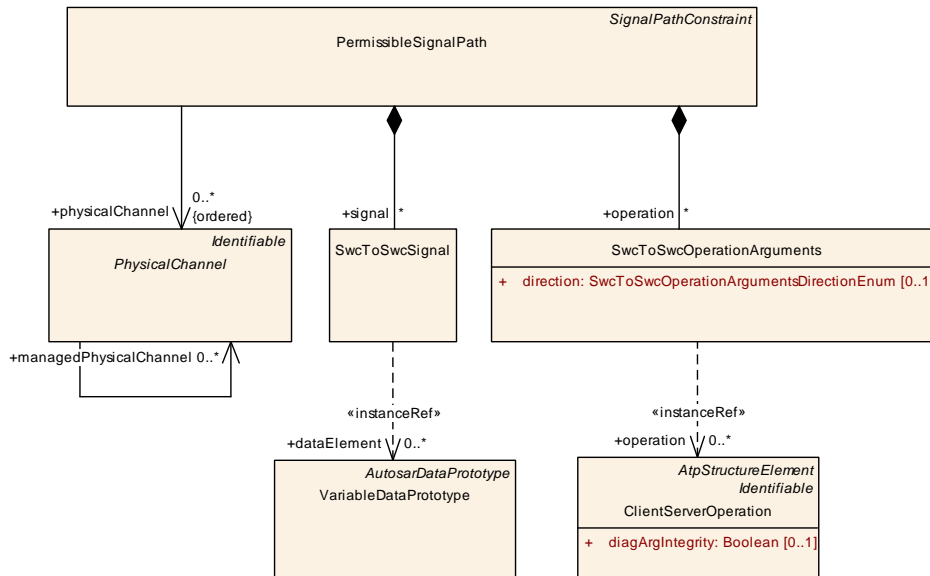 SignalPathConstraint
PermissibleSignalPath
+physicalChannel
0..*
{ordered}
+signal *
+operation *
Identifiable
PhysicalChannel
SwcToSwcSignal
SwcToSwcOperationArguments
+ direction: SwcToSwcOperationArgumentsDirectionEnum [0..1
+managedPhysicalChannel 0..*
«instanceRef»
«instanceRef»
+dataElement 0..*
+operation 0..*
AutosarDataPrototype
VariableDataPrototype
AtpStructureElement
Identifiable
ClientServerOperation
+ diagArgIntegrity: Boolean [0..1]